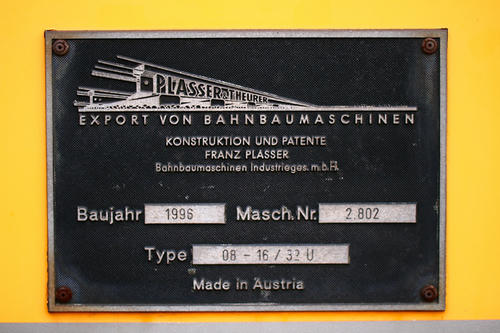 PLASSER & THEURER
EXPORT VON BAHNBAUMASCHINEN
KONSTRUKTION UND PATENTE
FRANZ PLASSER
Bahnbaumaschinen Industrieges.m.b.H.
Baujahr 1996 Masch.Nr. 2.802
Type 08 - 16 / 32 U
Made in Austria